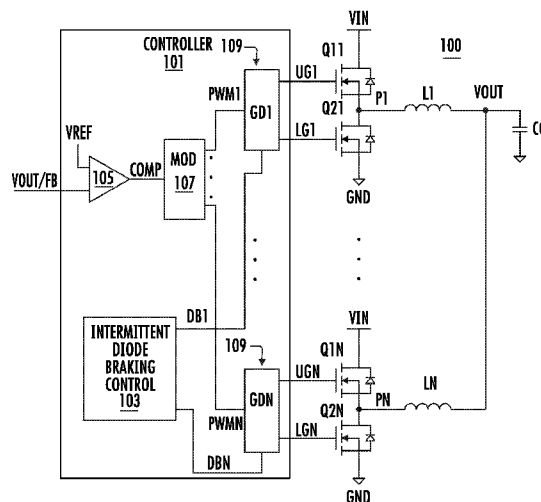 VIN
CONTROLLER 109
101
Q11
100
UG1
PWM1
GD1
P1
L1
VOUT
Q21
VREF
LG1
MOD
107
105
COMP
VOUT/FB
GND
DB1
VIN
INTERMITTENT
DIODE
BRAKING
CONTROL
103
109
Q1N
UGN
LN
GDN
PN
Q2N
PWMN
LGN
DBN
GND